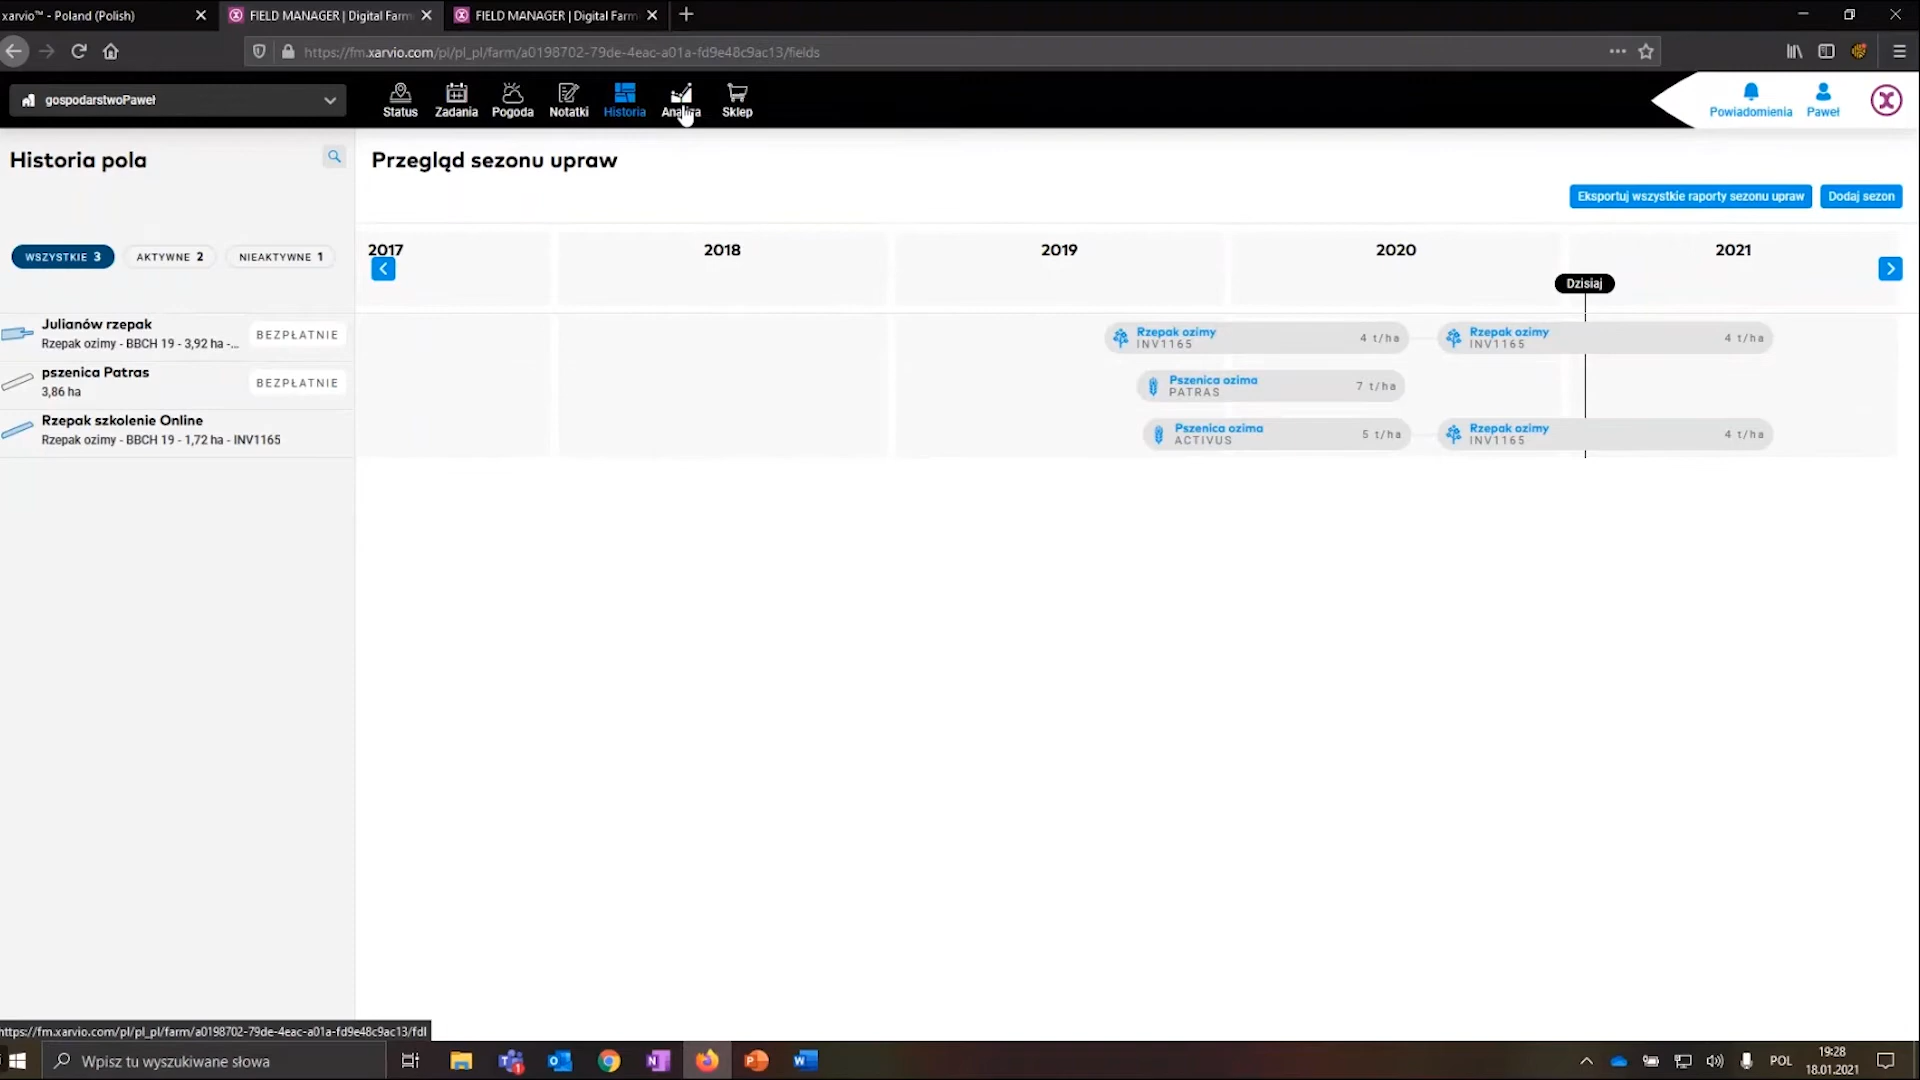 xarvio™ - Poland (Polish)
FIELD MANAGER | Digital Farm
FIELD MANAGER | Digital Farm
https://fm.xarvio.com/pl/pl_pl/farm/a0198702-79de-4eac-a01a-fd9e48c9ac13/fields
gospodarstwoPaweł
Status
Zadania
Pogoda
Notatki
Historia
Analiza
Sklep
Powiadomienia
Paweł
Historia pola
Przegląd sezonu upraw
Eksportuj wszystkie raporty sezonu upraw
Dodaj sezon
WSZYSTKIE 3
AKTYWNE 2
NIEAKTYWNE 1
2017
2018
2019
2020
2021
Dzisiaj
Julianów rzepak
Rzepak ozimy - BBCH 19 - 3,92 ha -...
BEZPŁATNIE
Rzepak ozimy
INV1165
4 t/ha
Rzepak ozimy
INV1165
4 t/ha
pszenica Patras
3,86 ha
BEZPŁATNIE
Pszenica ozima
PATRAS
7 t/ha
Rzepak szkolenie Online
Rzepak ozimy - BBCH 19 - 1,72 ha - INV1165
Pszenica ozima
ACTIVUS
5 t/ha
Rzepak ozimy
INV1165
4 t/ha
https://fm.xarvio.com/pl/pl_pl/farm/a0198702-79de-4eac-a01a-fd9e48c9ac13/fdl
Wpisz tu wyszukiwane słowa
POL
19:28
18.01.2021